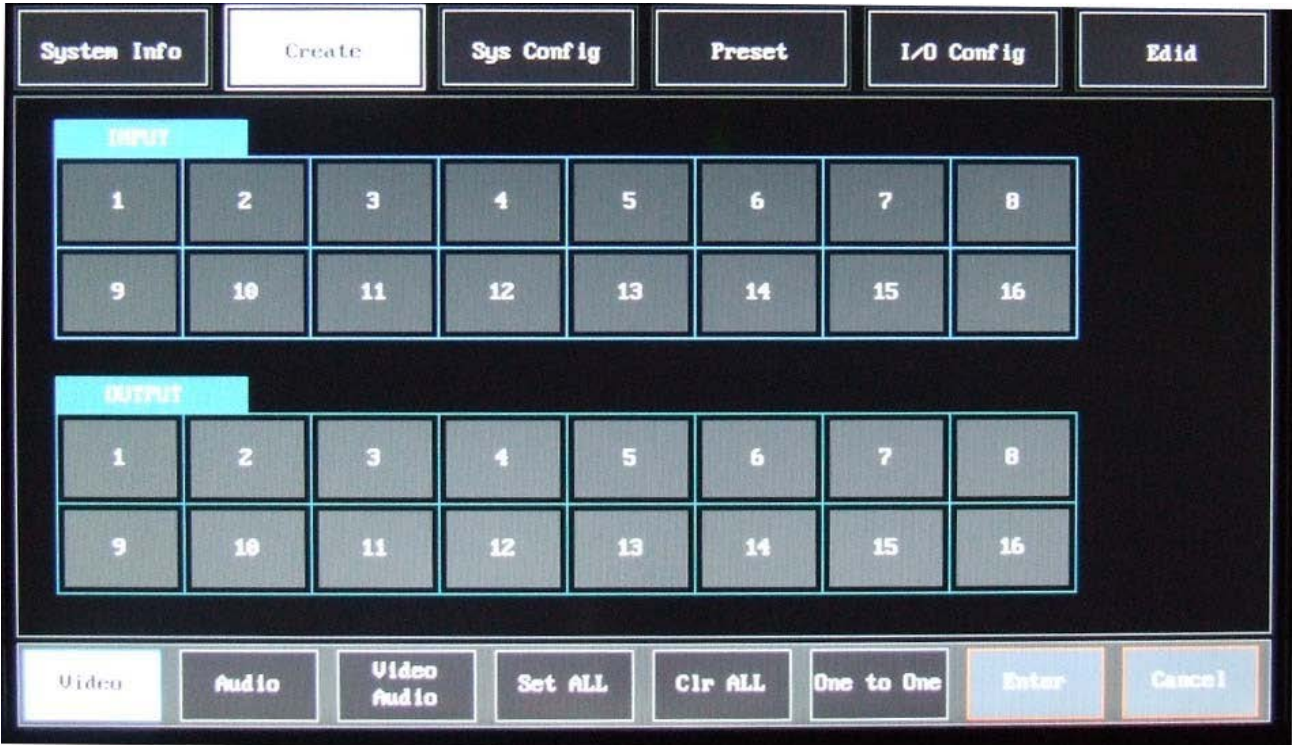 System Info
Create
Sys Config
Preset
I/O Config
Edid
INPUT
1 2 3 4 5 6 7 8
9 10 11 12 13 14 15 16
OUTPUT
1 2 3 4 5 6 7 8
9 10 11 12 13 14 15 16
Video
Audio
Video
Audio
Set ALL
Clr ALL
One to One
Enter
Cancel